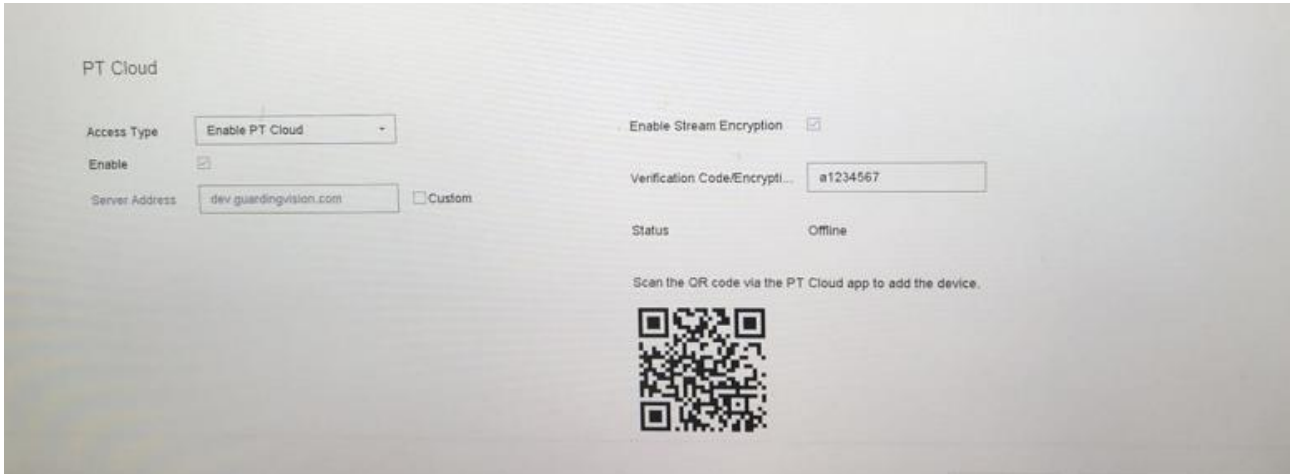 PT Cloud
Access Type
Enable PT Cloud
Enable
Server Address
dev.guardingvision.com
Custom
Enable Stream Encryption
Verification Code/Encrypti...
a1234567
Status
Offline
Scan the QR code via the PT Cloud app to add the device.